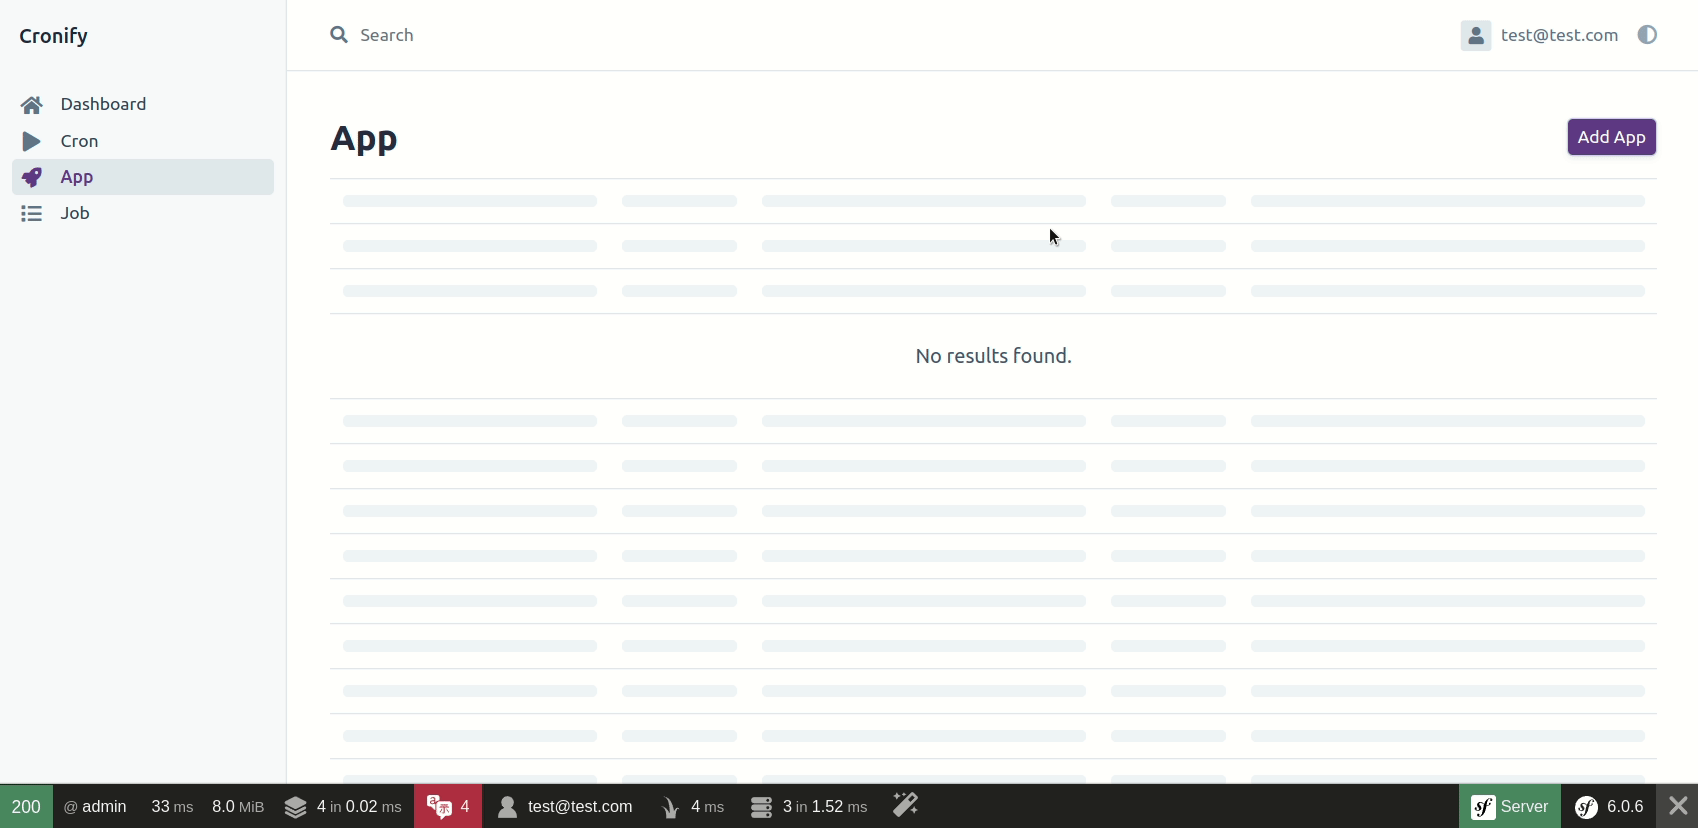 Cronify
Search
test@test.com
Dashboard
Cron
App
Job
App
Add App
No results found.
200 @ admin 33 ms 8.0 MiB 4 in 0.02 ms 4 test@test.com 4 ms 3 in 1.52 ms sf Server sf 6.0.6